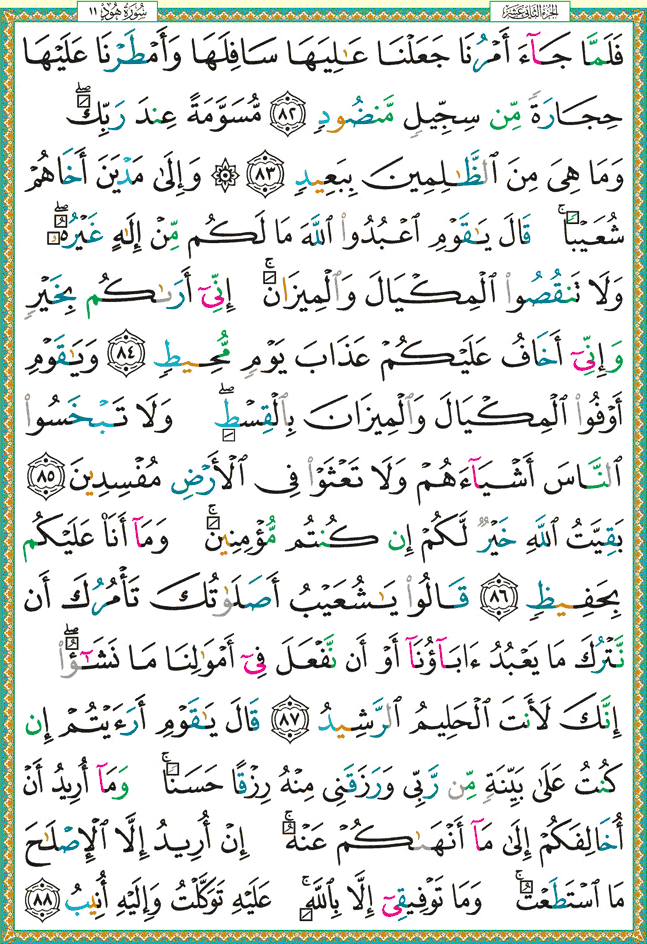 سُورَةُ هُودٍ ١١
الجزء الثانى عشر
فَلَمَّا جَآءَ أَمْرُنَا جَعَلْنَا عَٰلِيَهَا سَافِلَهَا وَأَمْطَرْنَا عَلَيْهَا
حِجَارَةً مِّن سِجِّيلٍ مَّنضُودٍ ٨٢ مُّسَوَّمَةً عِندَ رَبِّكَۖ
وَمَا هِىَ مِنَ ٱلظَّٰلِمِينَ بِبَعِيدٍ ٨٣ ۞ وَإِلَىٰ مَدْيَنَ أَخَاهُمْ
شُعَيْبًاۚ قَالَ يَٰقَوْمِ ٱعْبُدُوا۟ ٱللَّهَ مَا لَكُم مِّنْ إِلَٰهٍ غَيْرُهُۥۖ
وَلَا تَنقُصُوا۟ ٱلْمِكْيَالَ وَٱلْمِيزَانَۚ إِنِّىٓ أَرَىٰكُم بِخَيْرٍ
وَإِنِّىٓ أَخَافُ عَلَيْكُمْ عَذَابَ يَوْمٍ مُّحِيطٍ ٨٤ وَيَٰقَوْمِ
أَوْفُوا۟ ٱلْمِكْيَالَ وَٱلْمِيزَانَ بِٱلْقِسْطِۖ وَلَا تَبْخَسُوا۟
ٱلنَّاسَ أَشْيَآءَهُمْ وَلَا تَعْثَوْا۟ فِى ٱلْأَرْضِ مُفْسِدِينَ ٨٥
بَقِيَّتُ ٱللَّهِ خَيْرٌ لَّكُمْ إِن كُنتُم مُّؤْمِنِينَۚ وَمَآ أَنَا۠ عَلَيْكُم
بِحَفِيظٍ ٨٦ قَالُوا۟ يَٰشُعَيْبُ أَصَلَوٰتُكَ تَأْمُرُكَ أَن
نَّتْرُكَ مَا يَعْبُدُ ءَابَآؤُنَآ أَوْ أَن نَّفْعَلَ فِىٓ أَمْوَٰلِنَا مَا نَشَٰٓؤُا۟ۖ
إِنَّكَ لَأَنتَ ٱلْحَلِيمُ ٱلرَّشِيدُ ٨٧ قَالَ يَٰقَوْمِ أَرَءَيْتُمْ إِن
كُنتُ عَلَىٰ بَيِّنَةٍ مِّن رَّبِّى وَرَزَقَنِى مِنْهُ رِزْقًا حَسَنًاۚ وَمَآ أُرِيدُ أَنْ
أُخَالِفَكُمْ إِلَىٰ مَآ أَنْهَىٰكُمْ عَنْهُۚ إِنْ أُرِيدُ إِلَّا ٱلْإِصْلَٰحَ
مَا ٱسْتَطَعْتُۚ وَمَا تَوْفِيقِىٓ إِلَّا بِٱللَّهِۚ عَلَيْهِ تَوَكَّلْتُ وَإِلَيْهِ أُنِيبُ ٨٨